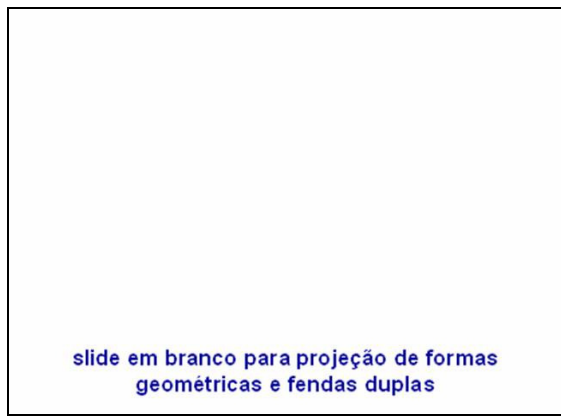 slide em branco para projeção de formas
geométricas e fendas duplas